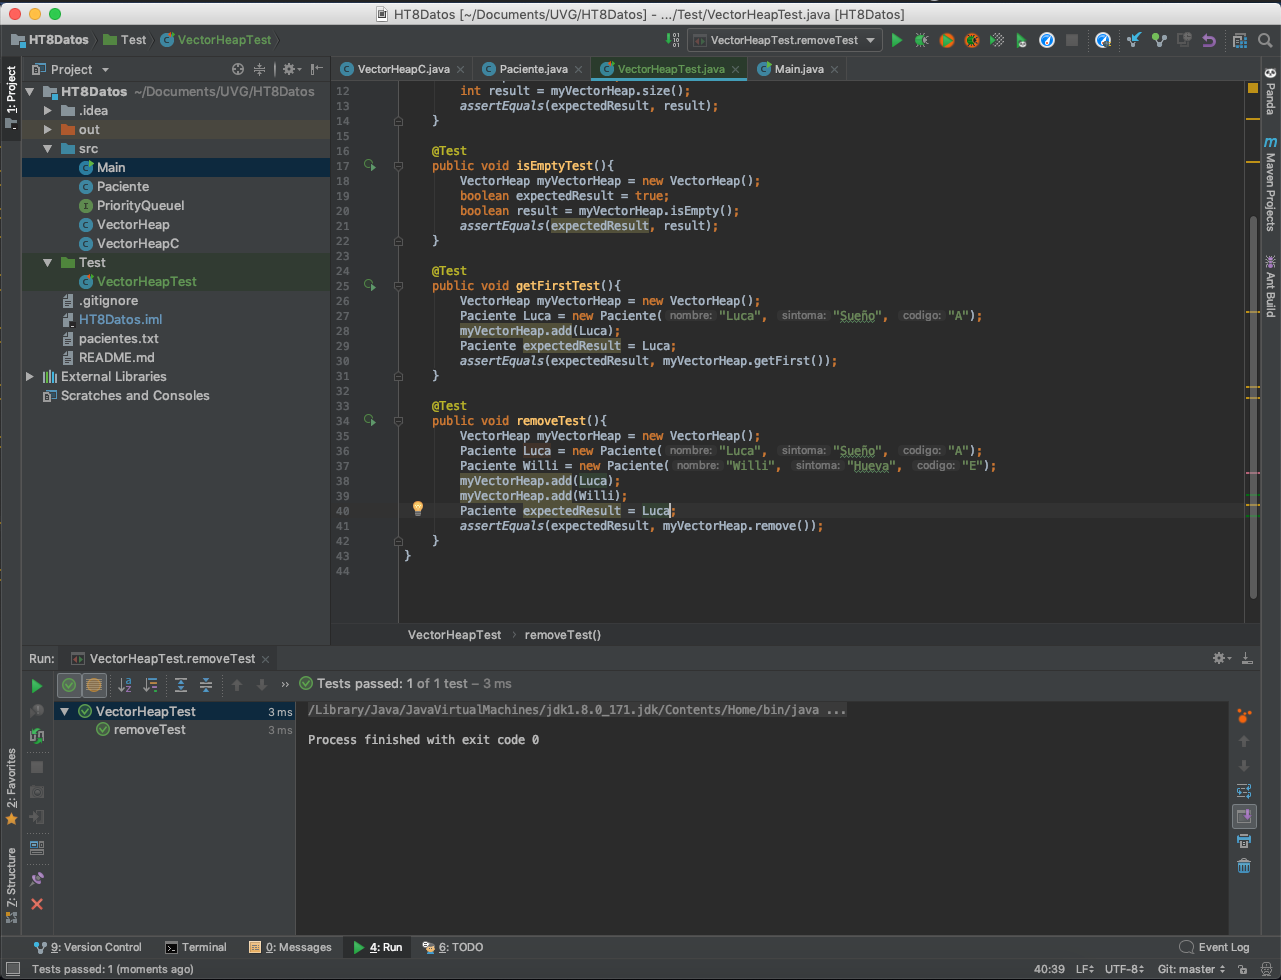 HT8Datos [~/Documents/UVG/HT8Datos] - .../Test/VectorHeapTest.java [HT8Datos]
HT8Datos Test VectorHeapTest VectorHeapTest.removeTest
1: Project
Project
VectorHeapC.java Paciente.java VectorHeapTest.java Main.java
HT8Datos ~/Documents/UVG/HT8Datos
.idea
out
src
Main
Paciente
PriorityQueueI
VectorHeap
VectorHeapC
Test
VectorHeapTest
.gitignore
HT8Datos.iml
pacientes.txt
README.md
External Libraries
Scratches and Consoles
12 int result = myVectorHeap.size();
13 assertEquals(expectedResult, result);
14 }
15
16 @Test
17 public void isEmptyTest(){
18 VectorHeap myVectorHeap = new VectorHeap();
19 boolean expectedResult = true;
20 boolean result = myVectorHeap.isEmpty();
21 assertEquals(expectedResult, result);
22 }
23
24 @Test
25 public void getFirstTest(){
26 VectorHeap myVectorHeap = new VectorHeap();
27 Paciente Luca = new Paciente( nombre: "Luca", sintoma: "Sueño", codigo: "A");
28 myVectorHeap.add(Luca);
29 Paciente expectedResult = Luca;
30 assertEquals(expectedResult, myVectorHeap.getFirst());
31 }
32
33 @Test
34 public void removeTest(){
35 VectorHeap myVectorHeap = new VectorHeap();
36 Paciente Luca = new Paciente( nombre: "Luca", sintoma: "Sueño", codigo: "A");
37 Paciente Willi = new Paciente( nombre: "Willi", sintoma: "Hueva", codigo: "E");
38 myVectorHeap.add(Luca);
39 myVectorHeap.add(Willi);
40 Paciente expectedResult = Luca;
41 assertEquals(expectedResult, myVectorHeap.remove());
42 }
43 }
44
VectorHeapTest removeTest()
Panda
m Maven Projects
Ant Build
Run: VectorHeapTest.removeTest
Tests passed: 1 of 1 test – 3 ms
VectorHeapTest 3 ms
removeTest 3 ms
/Library/Java/JavaVirtualMachines/jdk1.8.0_171.jdk/Contents/Home/bin/java ...
Process finished with exit code 0
2: Favorites
7: Structure
9: Version Control Terminal 0: Messages 4: Run 6: TODO Event Log
Tests passed: 1 (moments ago) 40:39 LF UTF-8 Git: master